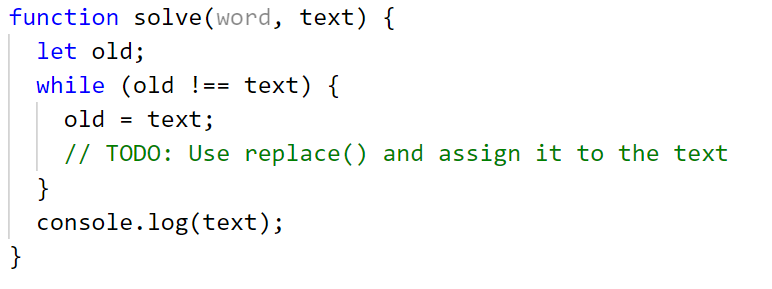 function solve(word, text) {
  let old;
  while (old !== text) {
    old = text;
    // TODO: Use replace() and assign it to the text
  }
  console.log(text);
}